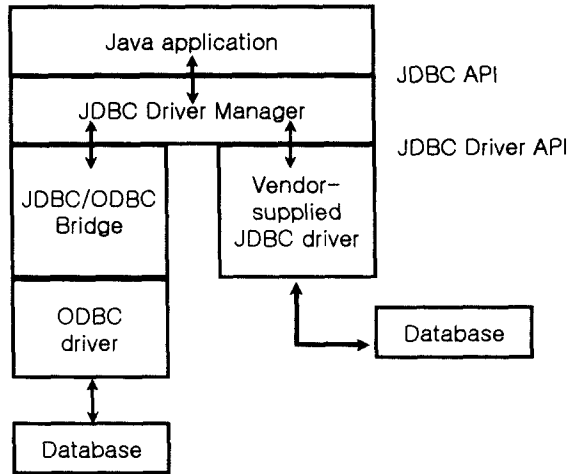 Java application
JDBC API
JDBC Driver Manager
JDBC Driver API
JDBC/ODBC
Bridge
Vendor-
supplied
JDBC driver
ODBC
driver
Database
Database